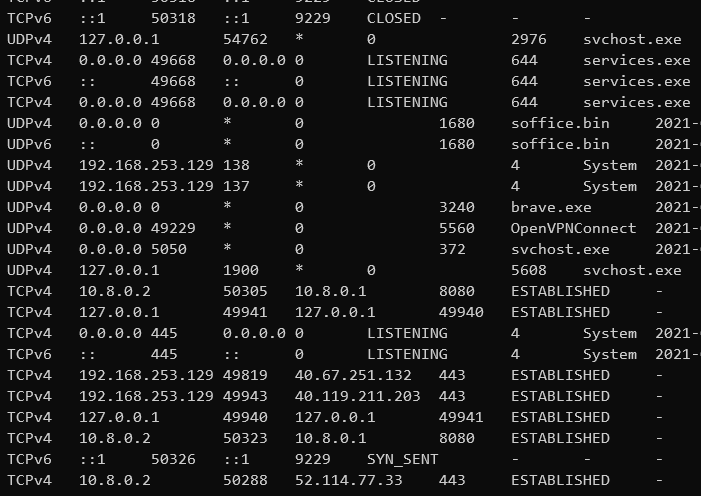 TCPv6 ::1 50318 ::1 9229 CLOSED - - -
UDPv4 127.0.0.1 54762 * 0 2976 svchost.exe
TCPv4 0.0.0.0 49668 0.0.0.0 0 LISTENING 644 services.exe
TCPv6 :: 49668 :: 0 LISTENING 644 services.exe
TCPv4 0.0.0.0 49668 0.0.0.0 0 LISTENING 644 services.exe
UDPv4 0.0.0.0 0 * 0 1680 soffice.bin 2021-
UDPv6 :: 0 * 0 1680 soffice.bin 2021-
UDPv4 192.168.253.129 138 * 0 4 System 2021-
UDPv4 192.168.253.129 137 * 0 4 System 2021-
UDPv4 0.0.0.0 0 * 0 3240 brave.exe 2021-
UDPv4 0.0.0.0 49229 * 0 5560 OpenVPNConnect 2021-
UDPv4 0.0.0.0 5050 * 0 372 svchost.exe 2021-
UDPv4 127.0.0.1 1900 * 0 5608 svchost.exe
TCPv4 10.8.0.2 50305 10.8.0.1 8080 ESTABLISHED -
TCPv4 127.0.0.1 49941 127.0.0.1 49940 ESTABLISHED -
TCPv4 0.0.0.0 445 0.0.0.0 0 LISTENING 4 System 2021-
TCPv6 :: 445 :: 0 LISTENING 4 System 2021-
TCPv4 192.168.253.129 49819 40.67.251.132 443 ESTABLISHED -
TCPv4 192.168.253.129 49943 40.119.211.203 443 ESTABLISHED -
TCPv4 127.0.0.1 49940 127.0.0.1 49941 ESTABLISHED -
TCPv4 10.8.0.2 50323 10.8.0.1 8080 ESTABLISHED -
TCPv6 ::1 50326 ::1 9229 SYN_SENT - - -
TCPv4 10.8.0.2 50288 52.114.77.33 443 ESTABLISHED -